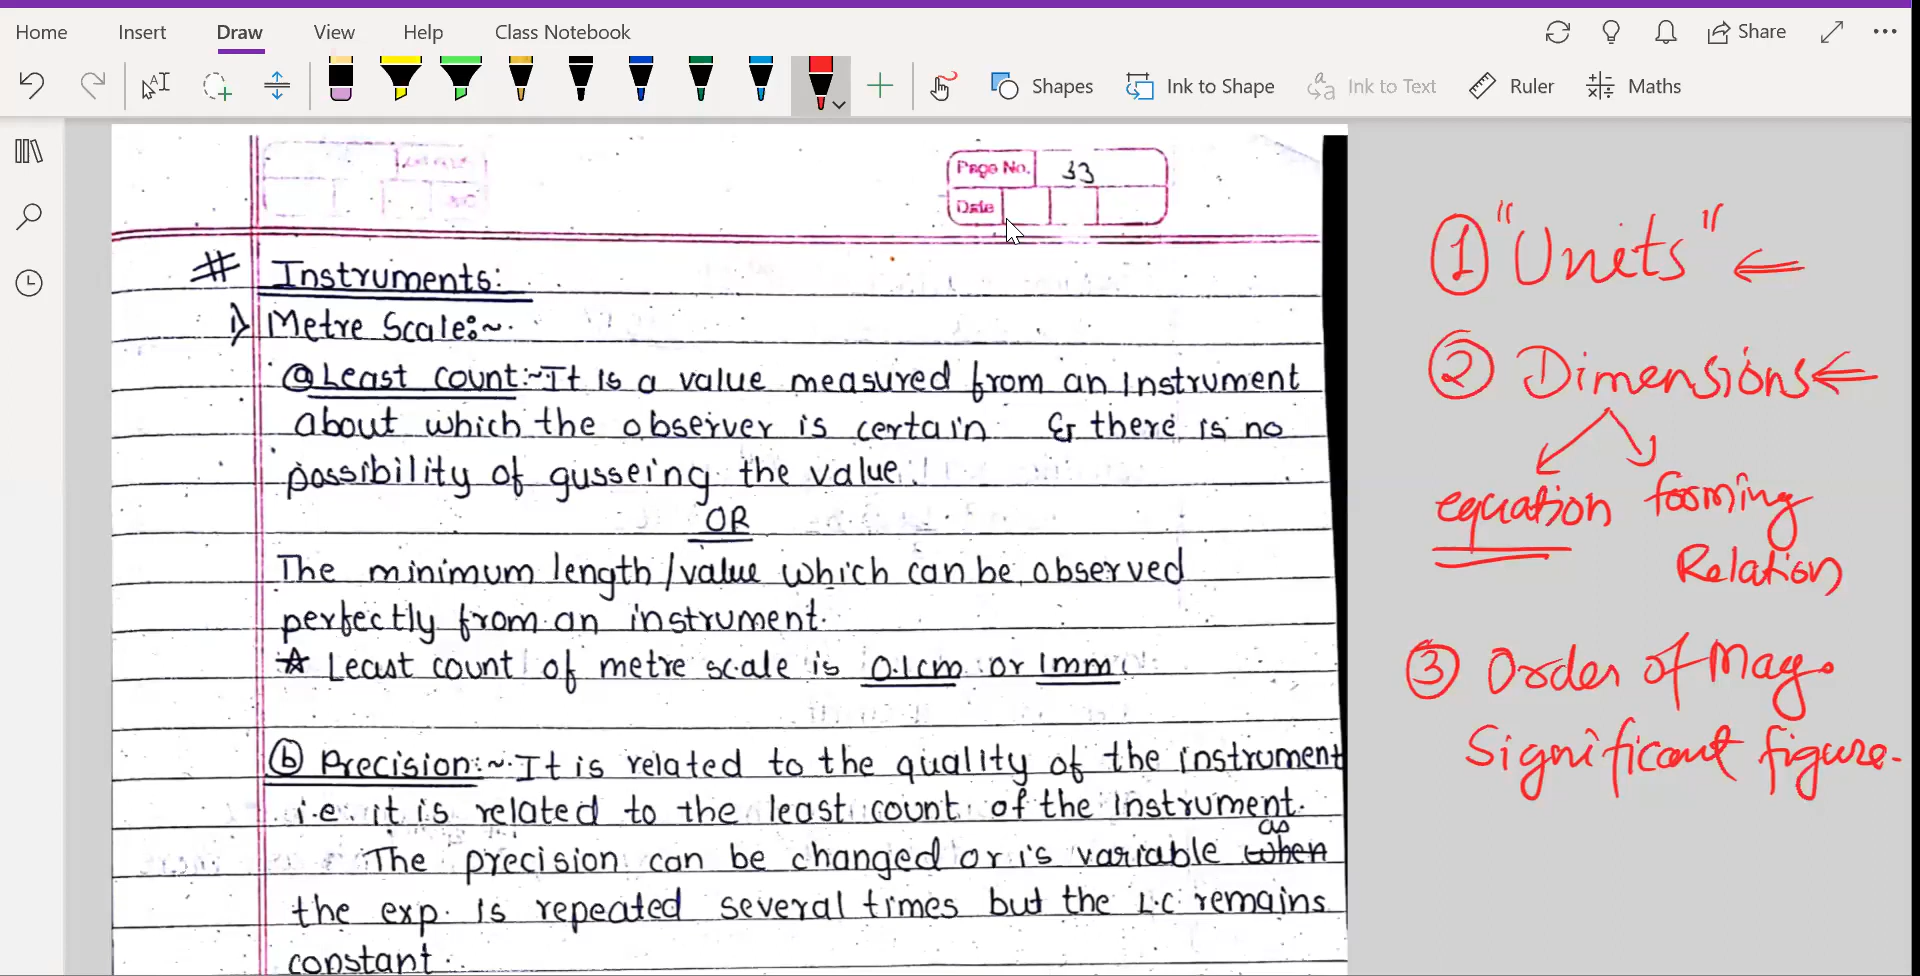 Home Insert Draw View Help Class Notebook Share
Shapes Ink to Shape Ink to Text Ruler Maths
Page No. 33
Date
# Instruments:
1) Metre Scale:~
ⓐ Least count:~ It is a value measured from an instrument
about which the observer is certain & there is no
possibility of gusseing the value.
OR
The minimum length/value which can be observed
perfectly from an instrument.
☆ Least count of metre scale is 0.1cm or 1mm.
ⓑ Precision:~ It is related to the quality of the instrument
i.e. it is related to the least count of the instrument.
as
The precision can be changed or is variable when
the exp. is repeated several times but the L.C remains
constant.
① "Units" ⇐
② Dimensions ⇐
equation forming
Relation
③ Order of Mag.
Significant figure.